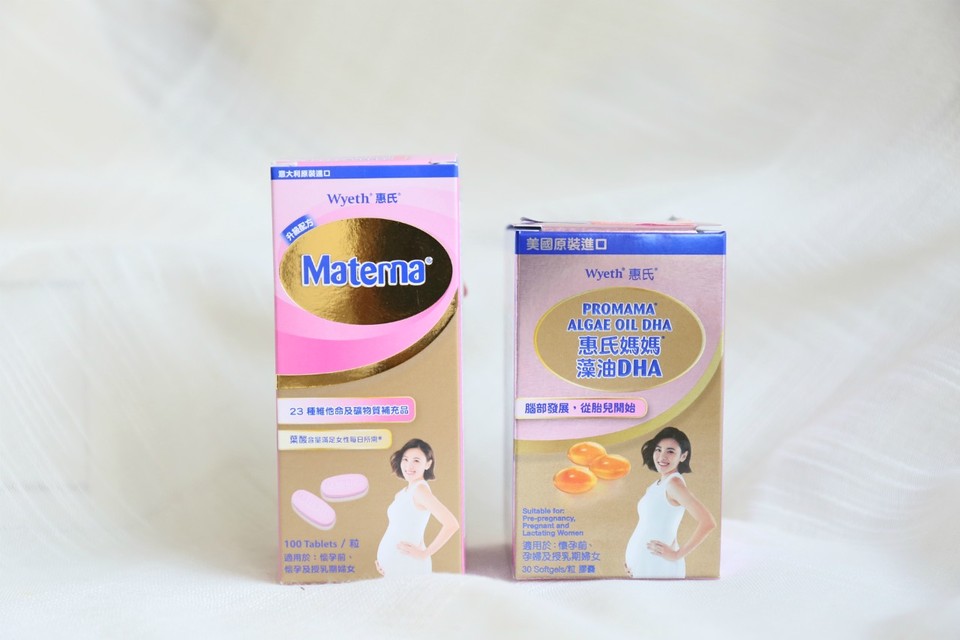 意大利原裝進口
Wyeth® 惠氏®
升級配方
Materna®
23 種維他命及礦物質補充品
葉酸含量滿足女性每日所需#
100 Tablets / 粒
適用於：懷孕前、
懷孕及授乳期婦女
美國原裝進口
Wyeth® 惠氏®
PROMAMA®
ALGAE OIL DHA
惠氏媽媽®
藻油DHA
腦部發展，從胎兒開始
Suitable for:
Pre-pregnancy,
Pregnant and
Lactating Women
適用於：懷孕前、
孕婦及授乳期婦女
30 Softgels/粒 膠囊